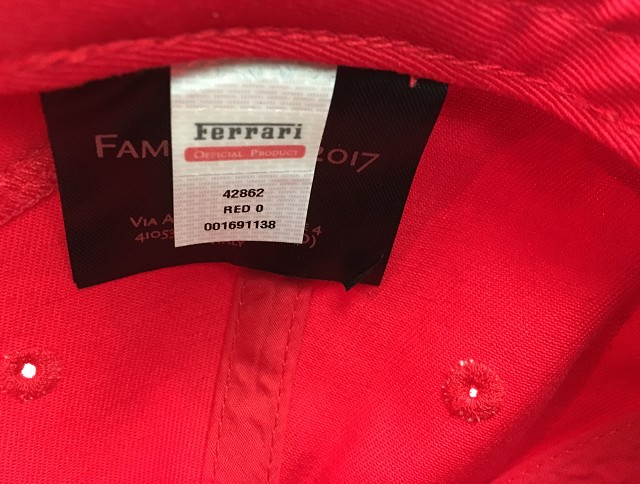 Ferrari
OFFICIAL PRODUCT
FAM 2017
42862
RED 0
001691138
VIA A 4
4105 )